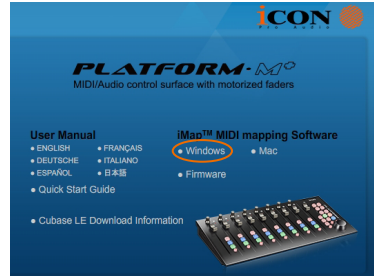 iCON
Pro Audio
PLATFORM-M+
MIDI/Audio control surface with motorized faders
User Manual
• ENGLISH • FRANÇAIS
• DEUTSCHE • ITALIANO
• ESPAÑOL • 日本語
• Quick Start Guide
• Cubase LE Download Information
iMap™ MIDI mapping Software
• Windows • Mac
• Firmware